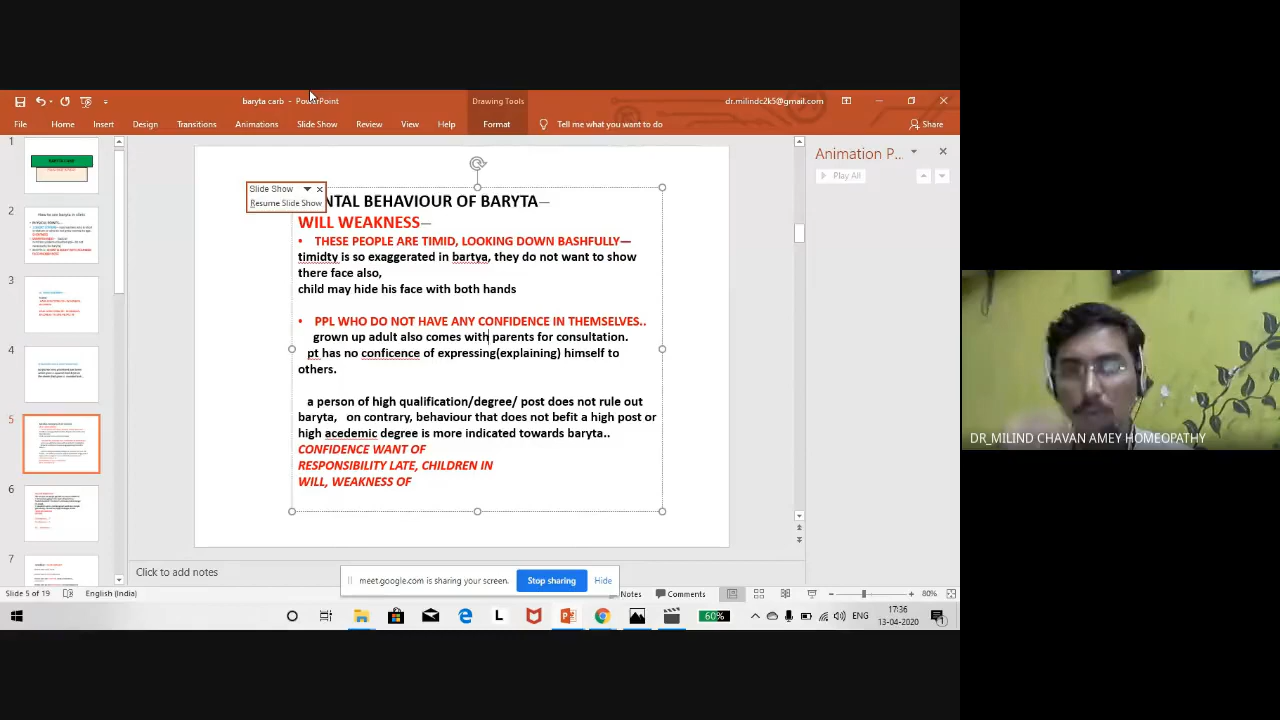 baryta carb - PowerPoint
Drawing Tools
dr.milindc2k5@gmail.com
File Home Insert Design Transitions Animations Slide Show Review View Help Format Tell me what you want to do Share
1
2
3
4
5
6
7
Slide Show
Resume Slide Show
NTAL BEHAVIOUR OF BARYTA—
WILL WEAKNESS—
• THESE PEOPLE ARE TIMID, LOOKING DOWN BASHFULLY—
timidty is so exaggerated in bartya, they do not want to show
there face also,
child may hide his face with both hands
• PPL WHO DO NOT HAVE ANY CONFIDENCE IN THEMSELVES..
grown up adult also comes with parents for consultation.
pt has no conficence of expressing(explaining) himself to
others.
a person of high qualification/degree/ post does not rule out
baryta, on contrary, behaviour that does not befit a high post or
high acedemic degree is more indicated towards baryta..
CONFIDENCE WANT OF
RESPONSIBILITY LATE, CHILDREN IN
WILL, WEAKNESS OF
Animation P...
Play All
DR_MILIND CHAVAN AMEY HOMEOPATHY
Click to add notes
meet.google.com is sharing your screen.
Stop sharing
Hide
Slide 5 of 19
English (India)
Notes
Comments
80%
60%
ENG
17:36
13-04-2020